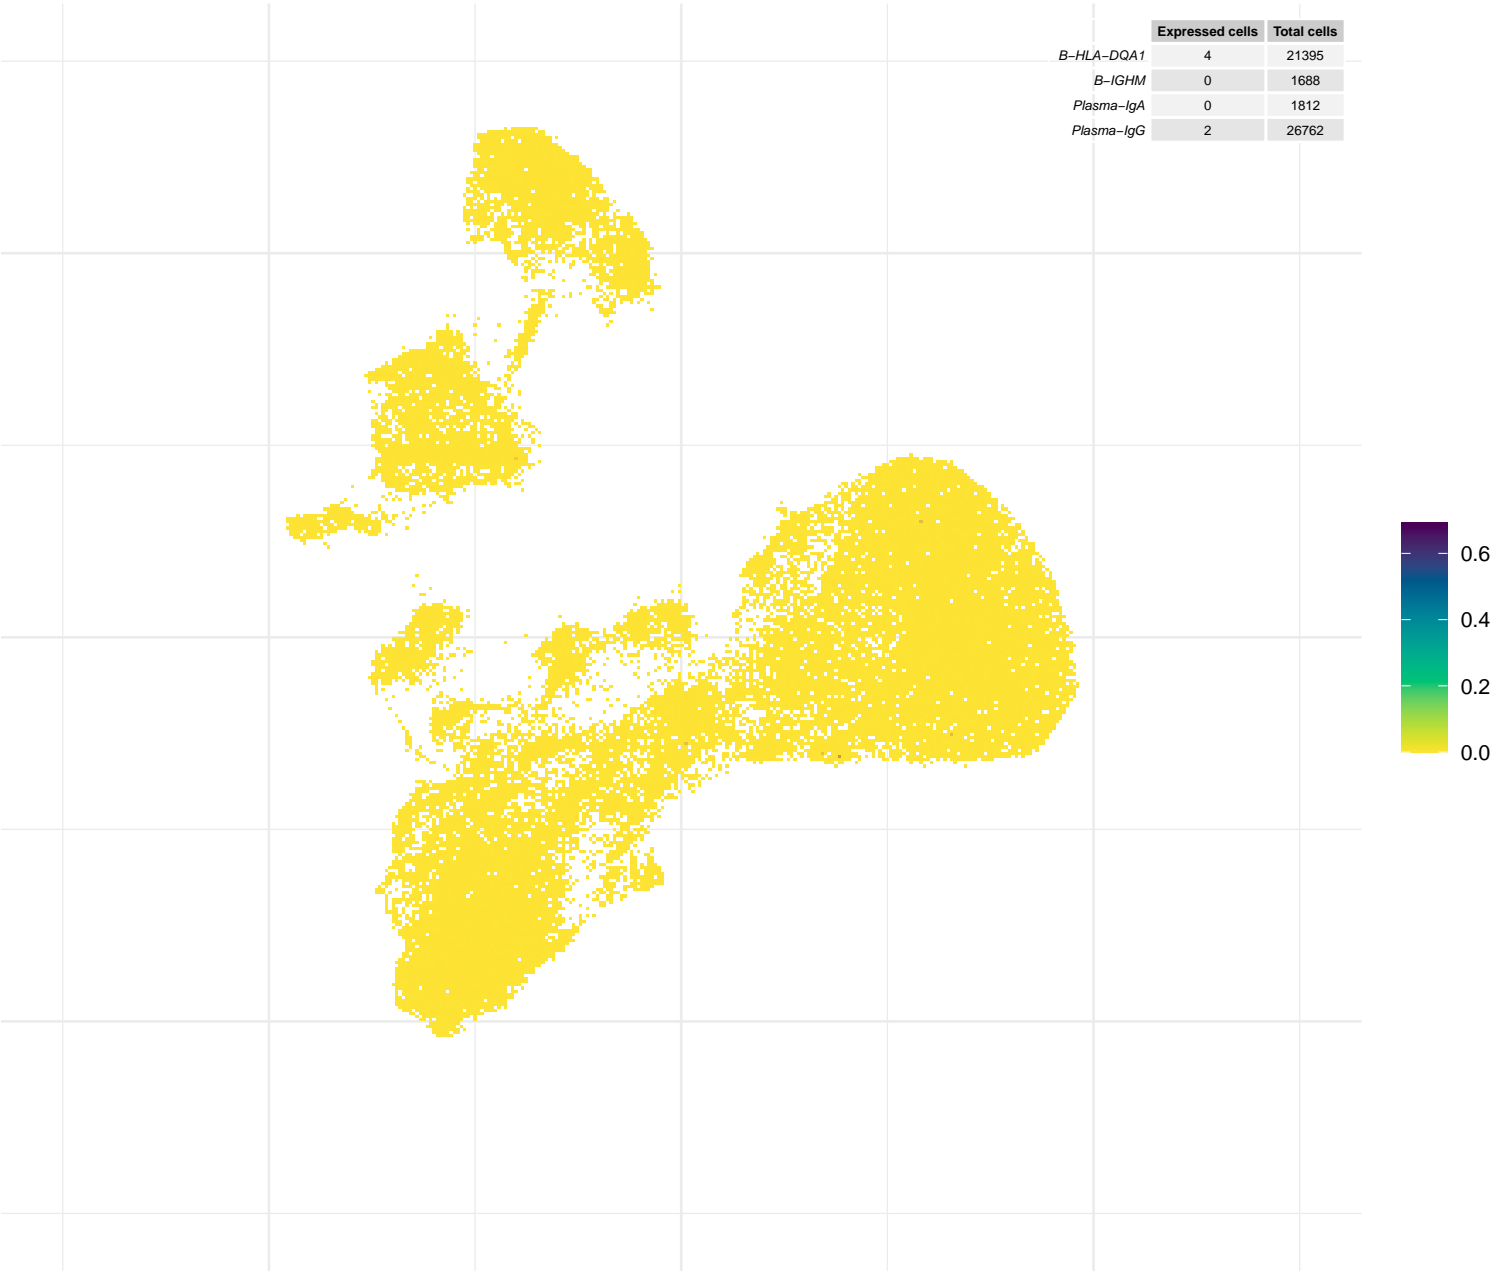 Expressed cells Total cells
B−HLA−DQA1 4 21395
B−IGHM 0 1688
Plasma−IgA 0 1812
Plasma−IgG 2 26762
0.6
0.4
0.2
0.0